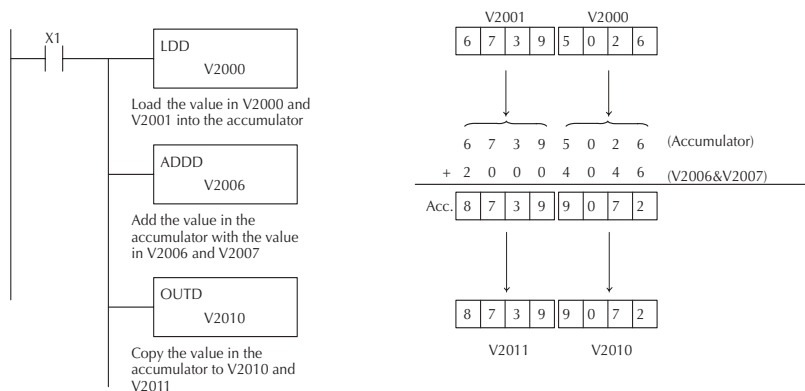 X1
LDD
V2000
Load the value in V2000 and
V2001 into the accumulator
ADDD
V2006
Add the value in the
accumulator with the value
in V2006 and V2007
OUTD
V2010
Copy the value in the
accumulator to V2010 and
V2011
V2001 V2000
6 7 3 9 5 0 2 6
6 7 3 9 5 0 2 6 (Accumulator)
+ 2 0 0 0 4 0 4 6 (V2006&V2007)
Acc. 8 7 3 9 9 0 7 2
8 7 3 9 9 0 7 2
V2011 V2010